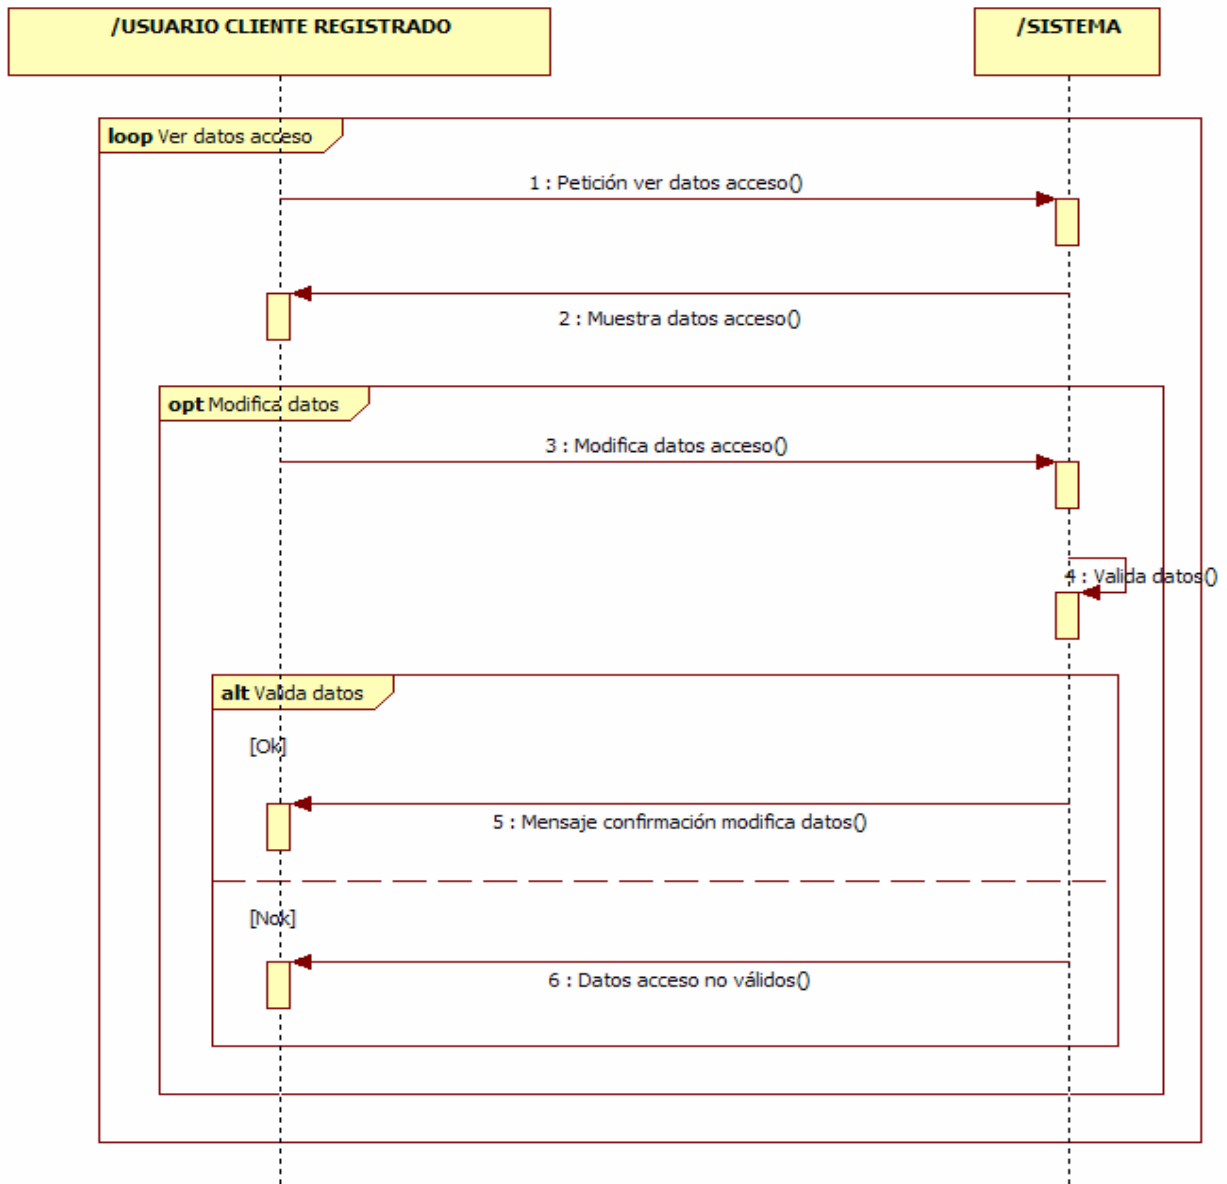 /USUARIO CLIENTE REGISTRADO
/SISTEMA
loop Ver datos acceso
1 : Petición ver datos acceso()
2 : Muestra datos acceso()
opt Modifica datos
3 : Modifica datos acceso()
4 : Valida datos()
alt Valida datos
[Ok]
5 : Mensaje confirmación modifica datos()
[Nok]
6 : Datos acceso no válidos()